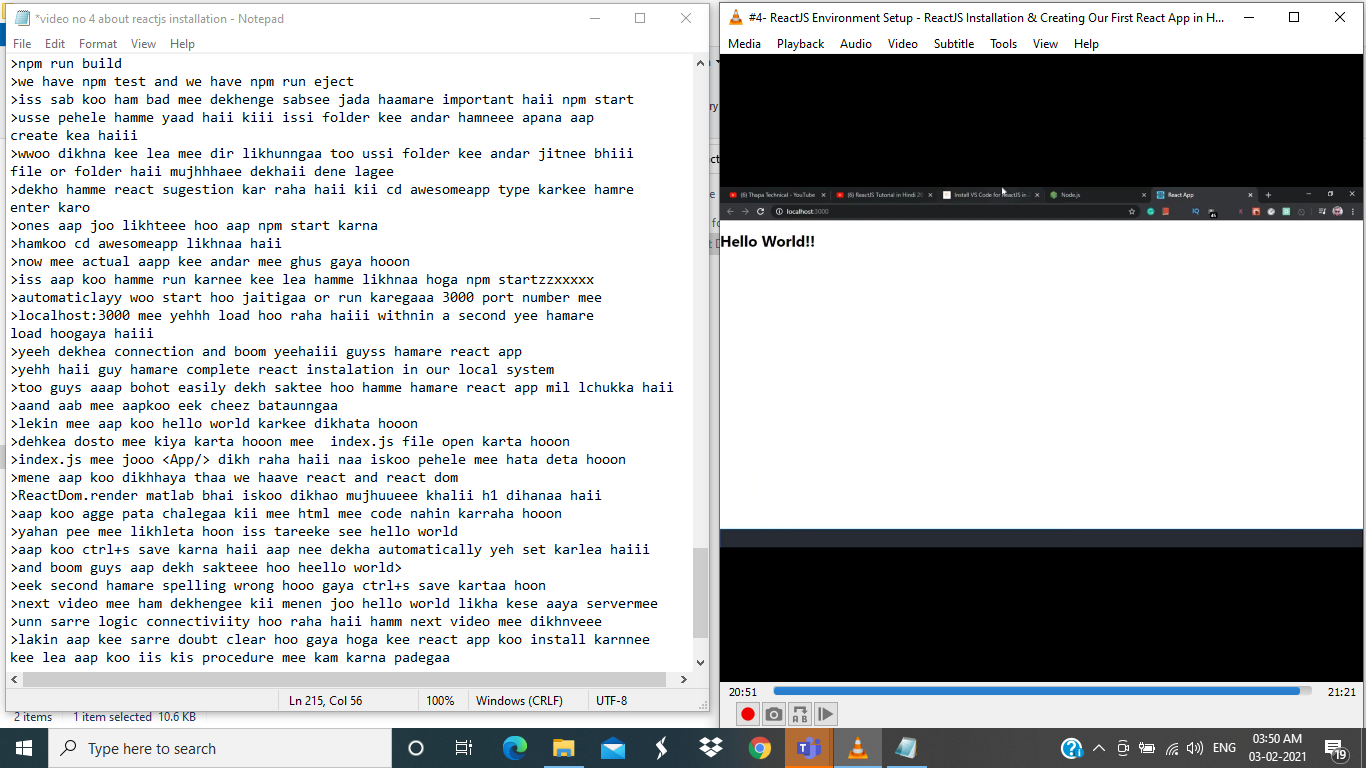 *video no 4 about reactjs installation - Notepad
File Edit Format View Help
>npm run build
>we have npm test and we have npm run eject
>iss sab koo ham bad mee dekhenge sabsee jada haamare important haii npm start
>usse pehele hamme yaad haii kiii issi folder kee andar hamneee apana aap
create kea haiii
>wwoo dikhna kee lea mee dir likhunngaa too ussi folder kee andar jitnee bhiii
file or folder haii mujhhhaee dekhaii dene lagee
>dekho hamme react sugestion kar raha haii kii cd awesomeapp type karkee hamre
enter karo
>ones aap joo likhteee hoo aap npm start karna
>hamkoo cd awesomeapp likhnaa haii
>now mee actual aapp kee andar mee ghus gaya hooon
>iss aap koo hamme run karnee kee lea hamme likhnaa hoga npm startzzxxxxx
>automaticlayy woo start hoo jaitigaa or run karegaaa 3000 port number mee
>localhost:3000 mee yehhh load hoo raha haiii withnin a second yee hamare
load hoogaya haiii
>yeeh dekhea connection and boom yeehaiii guyss hamare react app
>yehh haii guy hamare complete react instalation in our local system
>too guys aaap bohot easily dekh saktee hoo hamme hamare react app mil lchukka haii
>aand aab mee aapkoo eek cheez bataunngaa
>lekin mee aap koo hello world karkee dikhata hooon
>dehkea dosto mee kiya karta hooon mee  index.js file open karta hooon
>index.js mee jooo <App/> dikh raha haii naa iskoo pehele mee hata deta hooon
>mene aap koo dikhhaya thaa we haave react and react dom
>ReactDom.render matlab bhai iskoo dikhao mujhuueee khalii h1 dihanaa haii
>aap koo agge pata chalegaa kii mee html mee code nahin karraha hooon
>yahan pee mee likhleta hoon iss tareeke see hello world
>aap koo ctrl+s save karna haii aap nee dekha automatically yeh set karlea haiii
>and boom guys aap dekh sakteee hoo heello world>
>eek second hamare spelling wrong hooo gaya ctrl+s save kartaa hoon
>next video mee ham dekhengee kii menen joo hello world likha kese aaya servermee
>unn sarre logic connectiviity hoo raha haii hamm next video mee dikhnveee
>lakin aap kee sarre doubt clear hoo gaya hoga kee react app koo install karnnee
kee lea aap koo iis kis procedure mee kam karna padegaa
Ln 215, Col 56 100% Windows (CRLF) UTF-8
2 items 1 item selected 10.6 KB
#4- ReactJS Environment Setup - ReactJS Installation & Creating Our First React App in H...
Media Playback Audio Video Subtitle Tools View Help
(6) Thapa Technical - YouTube (6) ReactJS Tutorial in Hindi 20 Install VS Code for ReactJS in Node.js React App
localhost:3000
Hello World!!
20:51 21:21
Type here to search
ENG
03:50 AM
03-02-2021
19